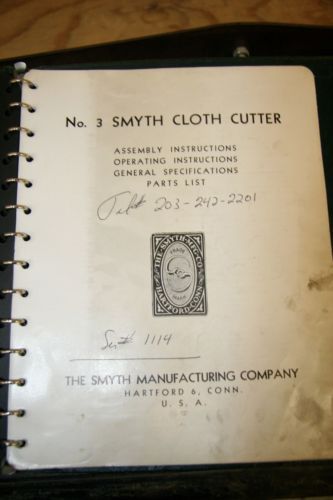 No. 3 SMYTH CLOTH CUTTER
ASSEMBLY INSTRUCTIONS
OPERATING INSTRUCTIONS
GENERAL SPECIFICATIONS
PARTS LIST
Tel# 203-242-2201
THE SMYTH MFG. CO.
TRADE
MARK
HARTFORD, CONN.
Ser# 1114
THE SMYTH MANUFACTURING COMPANY
HARTFORD 6, CONN.
U. S. A.